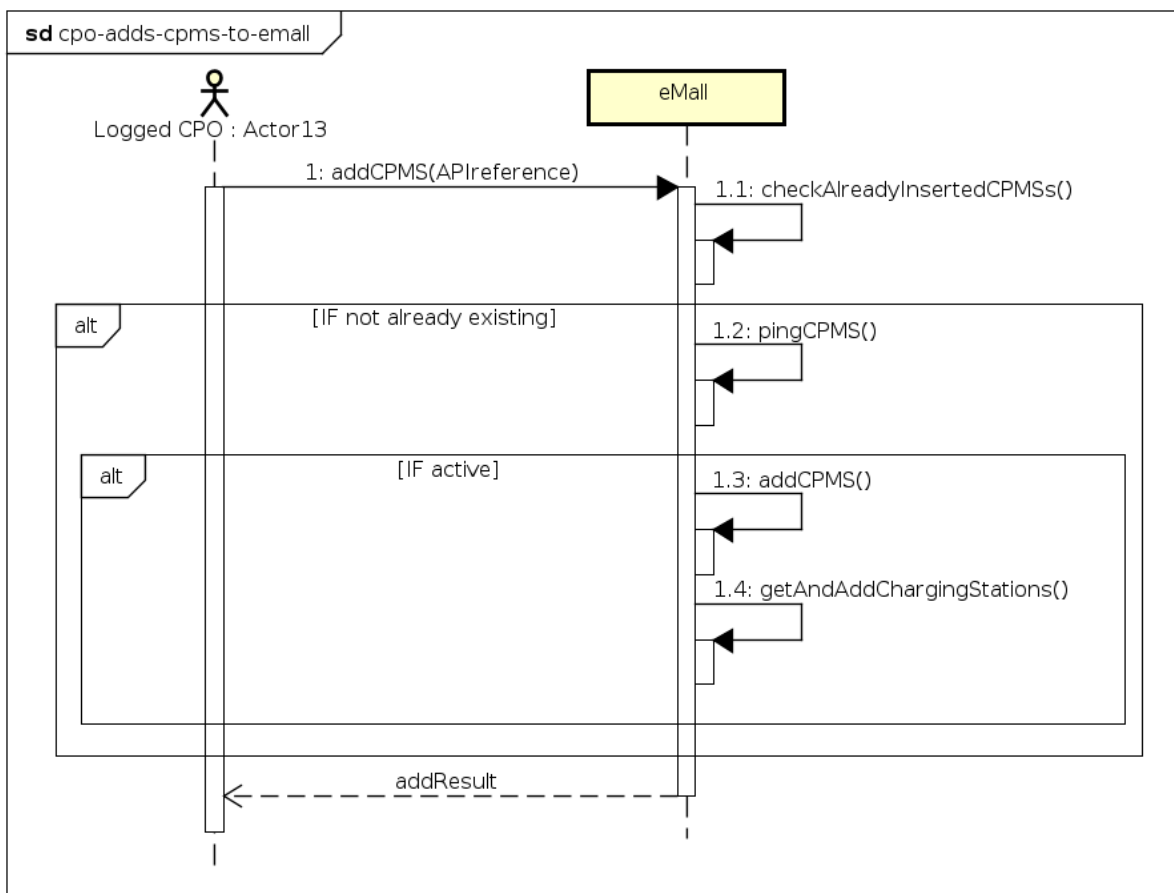 sd cpo-adds-cpms-to-emall
eMall
Logged CPO : Actor13
1: addCPMS(APIreference)
1.1: checkAlreadyInsertedCPMSs()
alt
[IF not already existing]
1.2: pingCPMS()
alt
[IF active]
1.3: addCPMS()
1.4: getAndAddChargingStations()
addResult